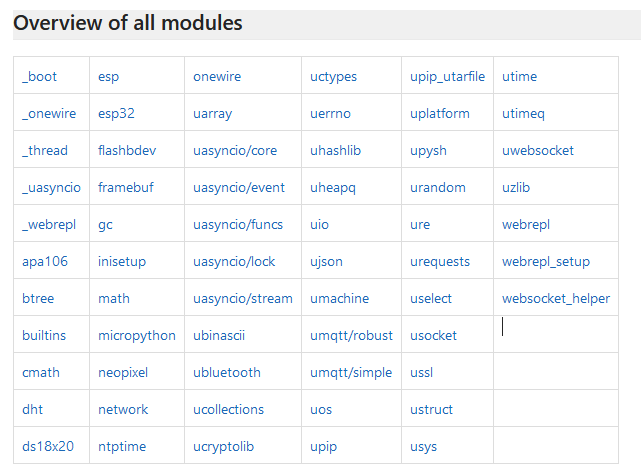 Overview of all modules
_boot esp onewire uctypes upip_utarfile utime
_onewire esp32 uarray uerrno uplatform utimeq
_thread flashbdev uasyncio/core uhashlib upysh uwebsocket
_uasyncio framebuf uasyncio/event uheapq urandom uzlib
_webrepl gc uasyncio/funcs uio ure webrepl
apa106 inisetup uasyncio/lock ujson urequests webrepl_setup
btree math uasyncio/stream umachine uselect websocket_helper
builtins micropython ubinascii umqtt/robust usocket
cmath neopixel ubluetooth umqtt/simple ussl
dht network ucollections uos ustruct
ds18x20 ntptime ucryptolib upip usys